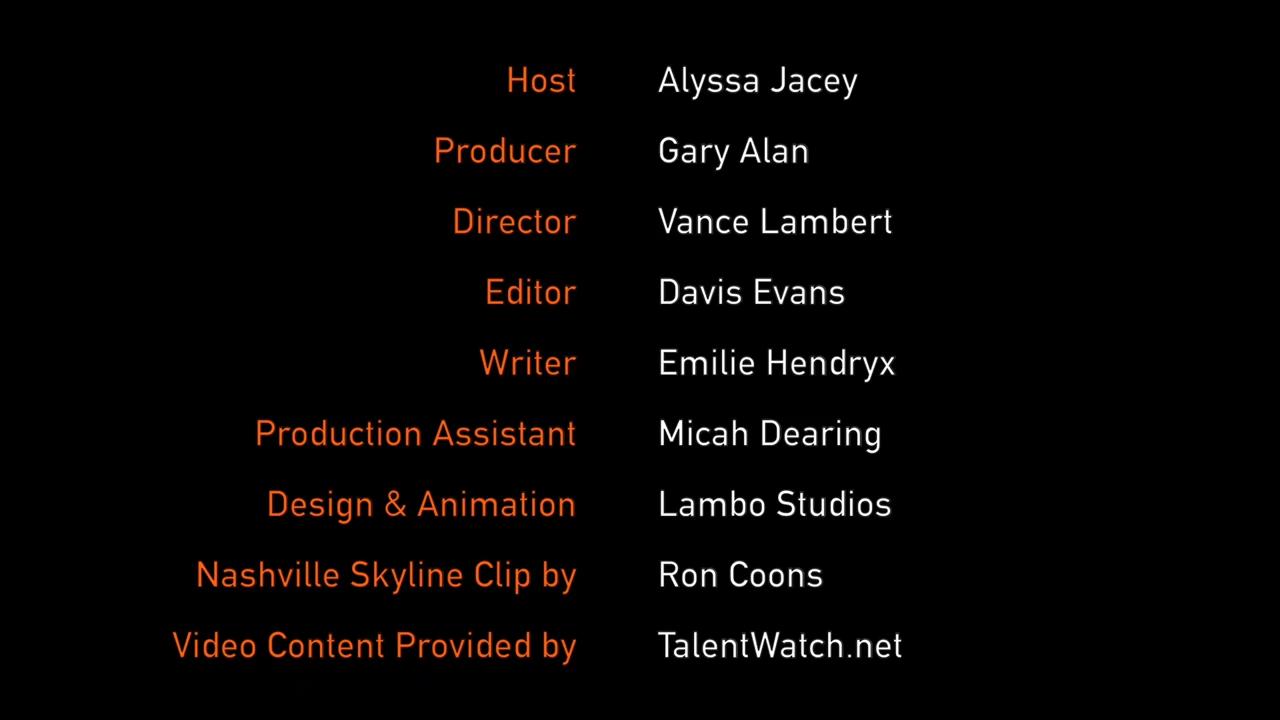 Host Alyssa Jacey
Producer Gary Alan
Director Vance Lambert
Editor Davis Evans
Writer Emilie Hendryx
Production Assistant Micah Dearing
Design & Animation Lambo Studios
Nashville Skyline Clip by Ron Coons
Video Content Provided by TalentWatch.net